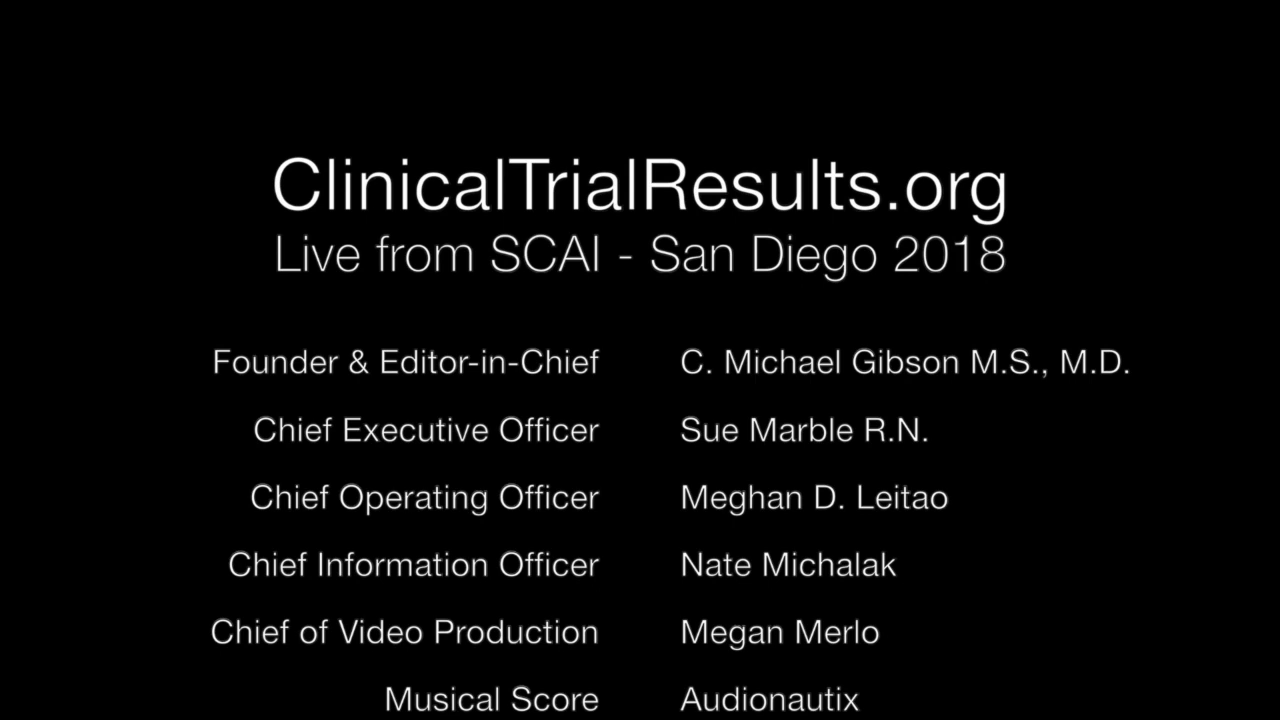 ClinicalTrialResults.org
Live from SCAI - San Diego 2018
Founder & Editor-in-Chief C. Michael Gibson M.S., M.D.
Chief Executive Officer Sue Marble R.N.
Chief Operating Officer Meghan D. Leitao
Chief Information Officer Nate Michalak
Chief of Video Production Megan Merlo
Musical Score Audionautix